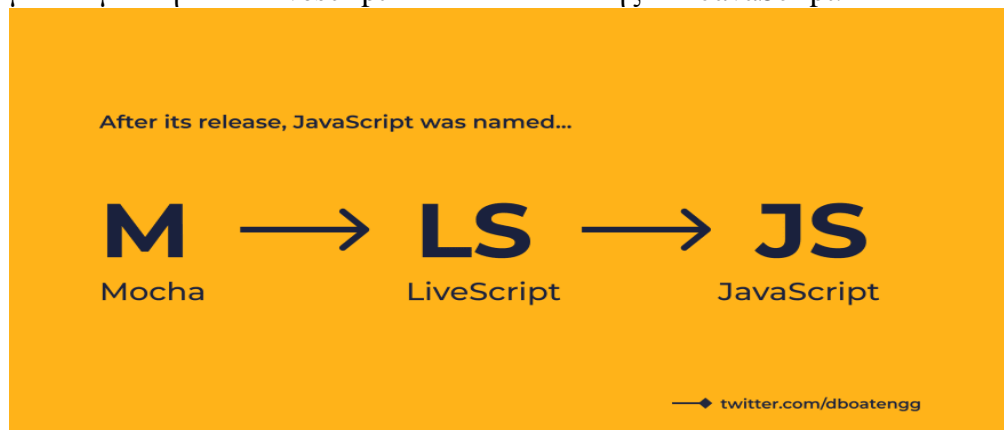 After its release, JavaScript was named...
M LS JS
Mocha LiveScript JavaScript
twitter.com/dboatengg